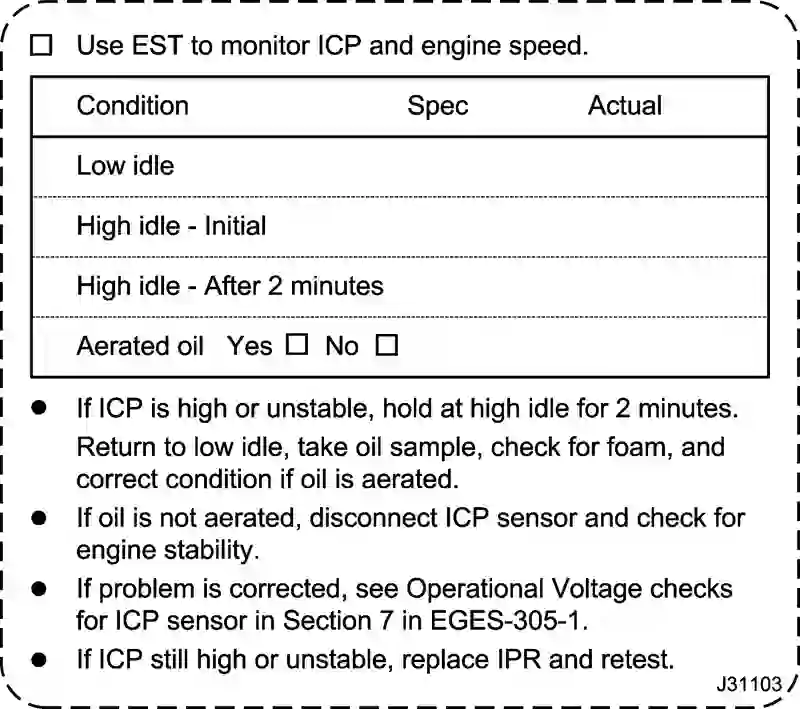 ☐ Use EST to monitor ICP and engine speed.
Condition Spec Actual
Low idle
High idle - Initial
High idle - After 2 minutes
Aerated oil Yes ☐ No ☐
● If ICP is high or unstable, hold at high idle for 2 minutes.
Return to low idle, take oil sample, check for foam, and
correct condition if oil is aerated.
● If oil is not aerated, disconnect ICP sensor and check for
engine stability.
● If problem is corrected, see Operational Voltage checks
for ICP sensor in Section 7 in EGES-305-1.
● If ICP still high or unstable, replace IPR and retest.
J31103